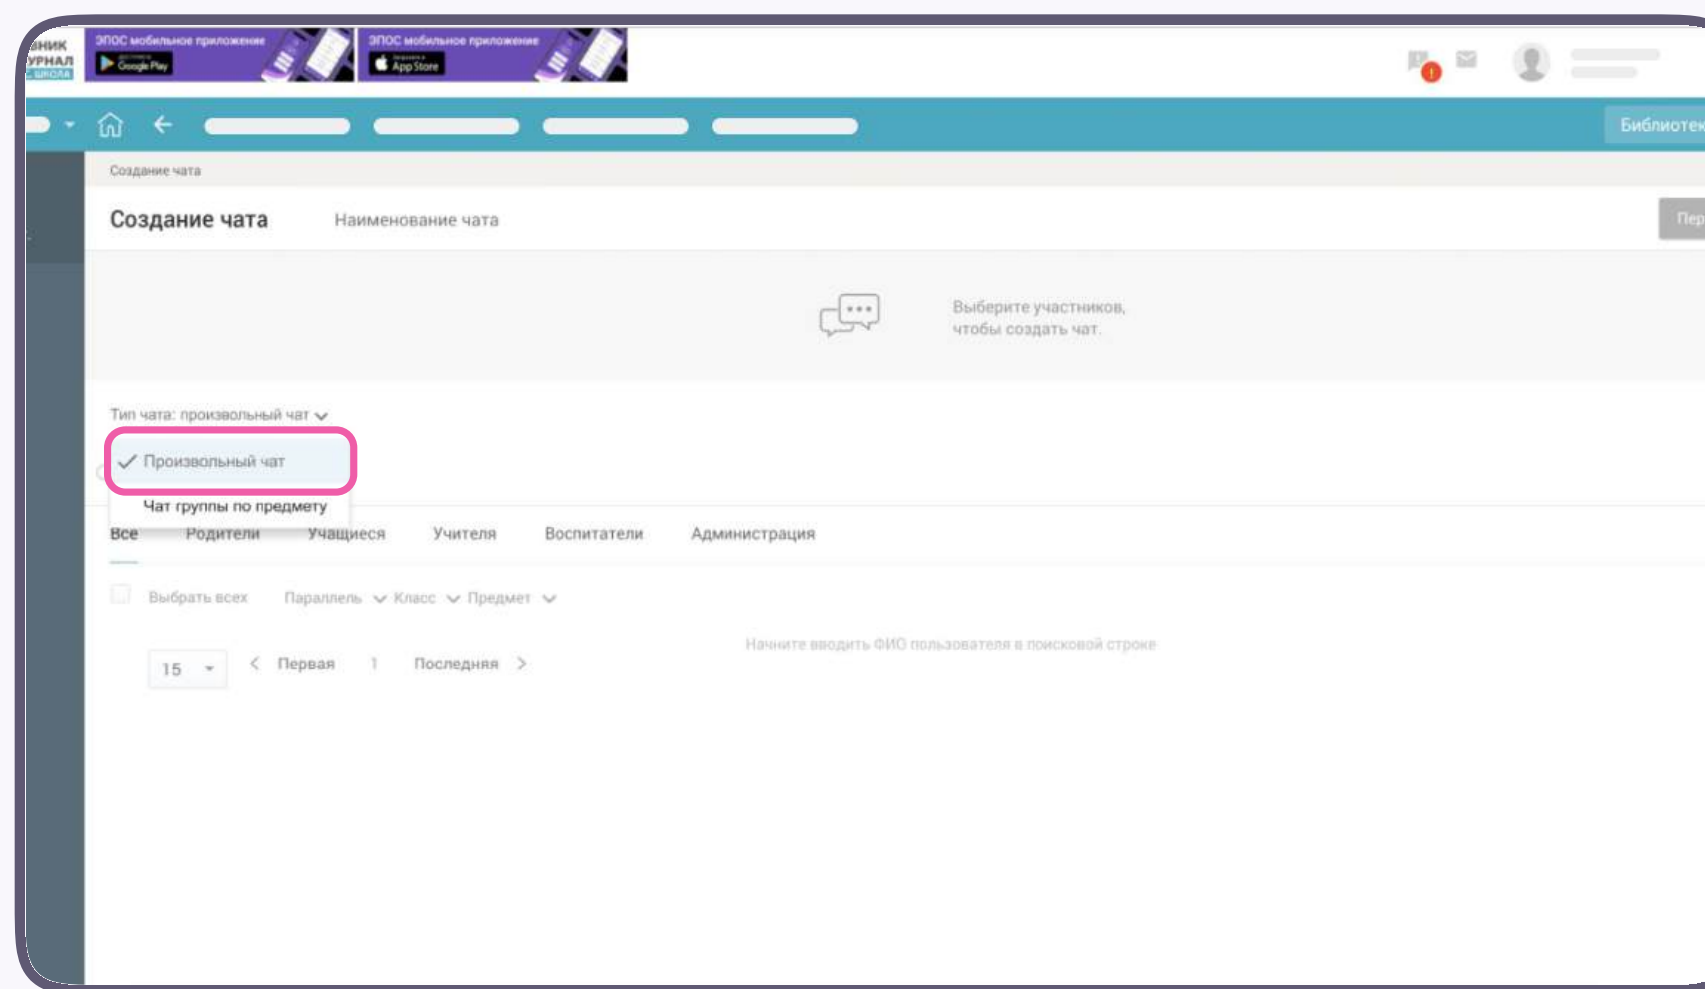 ЭПОС мобильное приложение
Google Play
ЭПОС мобильное приложение
App Store
Создание чата
Создание чата
Наименование чата
Выберите участников,
чтобы создать чат.
Тип чата: произвольный чат
Произвольный чат
Чат группы по предмету
Все Родители Учащиеся Учителя Воспитатели Администрация
Выбрать всех Параллель Класс Предмет
Начните вводить ФИО пользователя в поисковой строке
15 < Первая 1 Последняя >